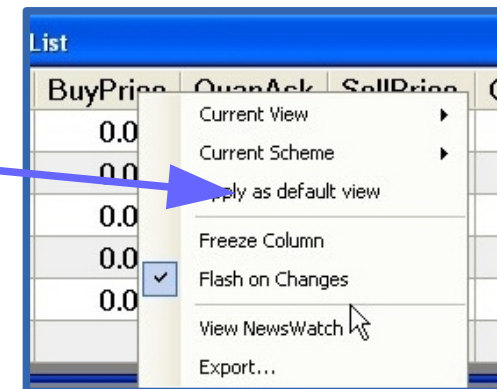 List
BuyPrice QuanAsk SellPrice
0.0
0.0
0.0
0.0
0.0
Current View
Current Scheme
Apply as default view
Freeze Column
Flash on Changes
View NewsWatch
Export...